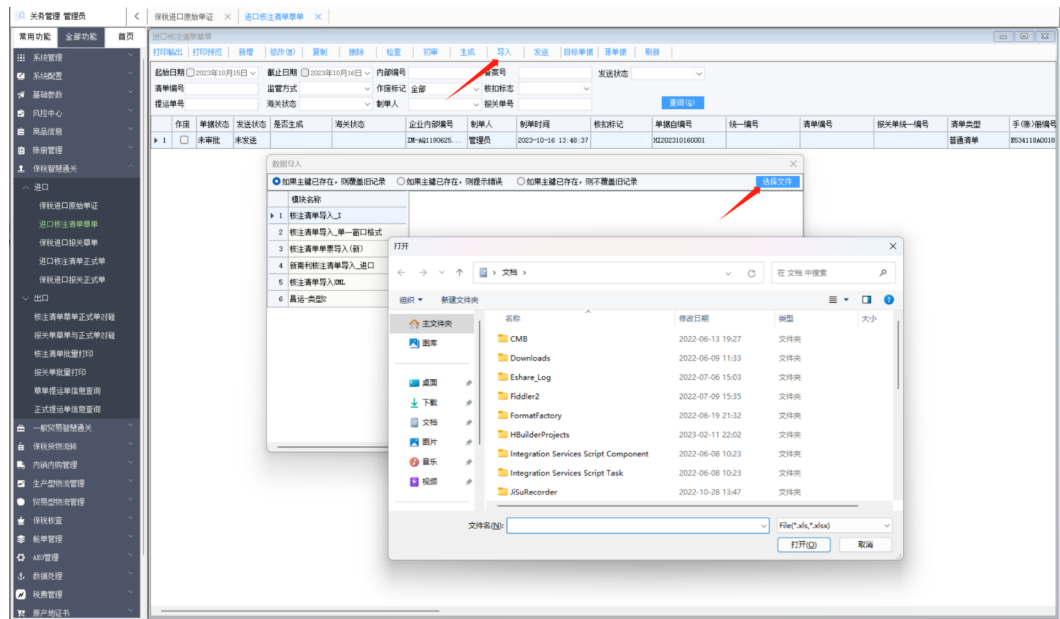 关务管理 管理员
保税进口原始单证
进口核注清单草单
常用功能 全部功能 首页
进口核注清单草单
打印输出 打印预览 新增 修改(M) 复制 删除 检查 初审 生成 导入 发送 目标单据 源单据 刷新
起始日期 2023年10月15日 截止日期 2023年10月16日 内部编号 备案号 发送状态
清单编号 监管方式 作废标记 全部 核扣标志
提运单号 海关状态 制单人 报关单号 查询(Q)
作废 单据状态 发送状态 是否生成 海关状态 企业内部编号 制单人 制单时间 核扣标记 单据自编号 统一编号 清单编号 报关单统一编号 清单类型 手(账)册编号
1 未审批 未发送 管理员 2023-10-16 13:48:37 HZ202310160001 普通清单
系统管理
系统配置
基础参数
风控中心
商品信息
账册管理
保税智慧通关
进口
保税进口原始单证
进口核注清单草单
保税进口报关草单
进口核注清单正式单
保税进口报关正式单
出口
核注清单草单正式单对碰
报关单草单与正式单对碰
核注清单批量打印
报关单批量打印
草单提运单信息查询
正式提运单信息查询
一般贸易智慧通关
保税货物流转
内销内购管理
生产型物流管理
贸易型物流管理
保税核查
舱单管理
AEO管理
数据处理
税费管理
原产地证书
数据导入
如果主键已存在，则覆盖旧记录 如果主键已存在，则提示错误 如果主键已存在，则不覆盖旧记录 选择文件
模块名称
1 核注清单导入_I
2 核注清单导入_单一窗口格式
3 核注清单单票导入(新)
4 新南利核注清单导入_进口
5 核注清单导入XML
6 昌运-类型2
打开
文档
在 文档 中搜索
组织 新建文件夹
主文件夹
图库
桌面
下载
文档
图片
音乐
视频
名称 修改日期 类型 大小
CMB 2022-06-13 19:27 文件夹
Downloads 2022-06-09 11:33 文件夹
Eshare_Log 2022-07-06 15:03 文件夹
Fiddler2 2022-07-09 15:35 文件夹
FormatFactory 2022-06-19 21:32 文件夹
HBuilderProjects 2023-02-11 22:02 文件夹
Integration Services Script Component 2022-06-08 10:23 文件夹
Integration Services Script Task 2022-06-08 10:23 文件夹
JiSuRecorder 2022-10-28 13:47 文件夹
文件名(N): File(*.xls,*.xlsx)
打开(O) 取消